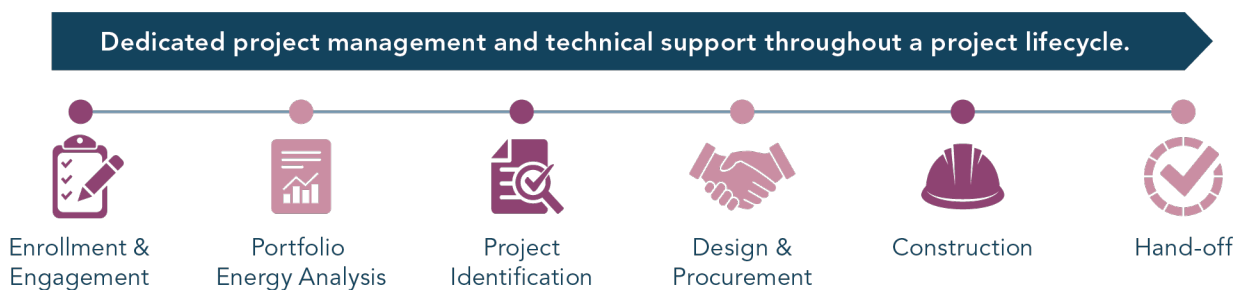 Dedicated project management and technical support throughout a project lifecycle.
Enrollment &
Engagement
Portfolio
Energy Analysis
Project
Identification
Design &
Procurement
Construction
Hand-off